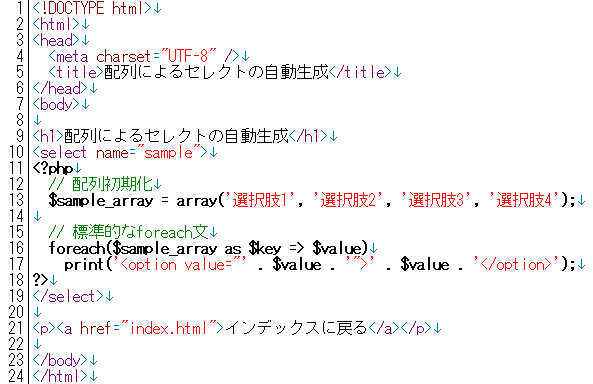 1 <!DOCTYPE html>↓
2 <html>↓
3 <head>↓
4   <meta charset="UTF-8" />↓
5   <title>配列によるセレクトの自動生成</title>↓
6 </head>↓
7 <body>↓
8 ↓
9 <h1>配列によるセレクトの自動生成</h1>↓
10 <select name="sample">↓
11 <?php↓
12   // 配列初期化↓
13   $sample_array = array('選択肢1', '選択肢2', '選択肢3', '選択肢4');↓
14 ↓
15   // 標準的なforeach文↓
16   foreach($sample_array as $key => $value)↓
17     print('<option value="' . $value . '">' . $value . '</option>');↓
18 ?>↓
19 </select>↓
20 ↓
21 <p><a href="index.html">インデックスに戻る</a></p>↓
22 ↓
23 </body>↓
24 </html>↓